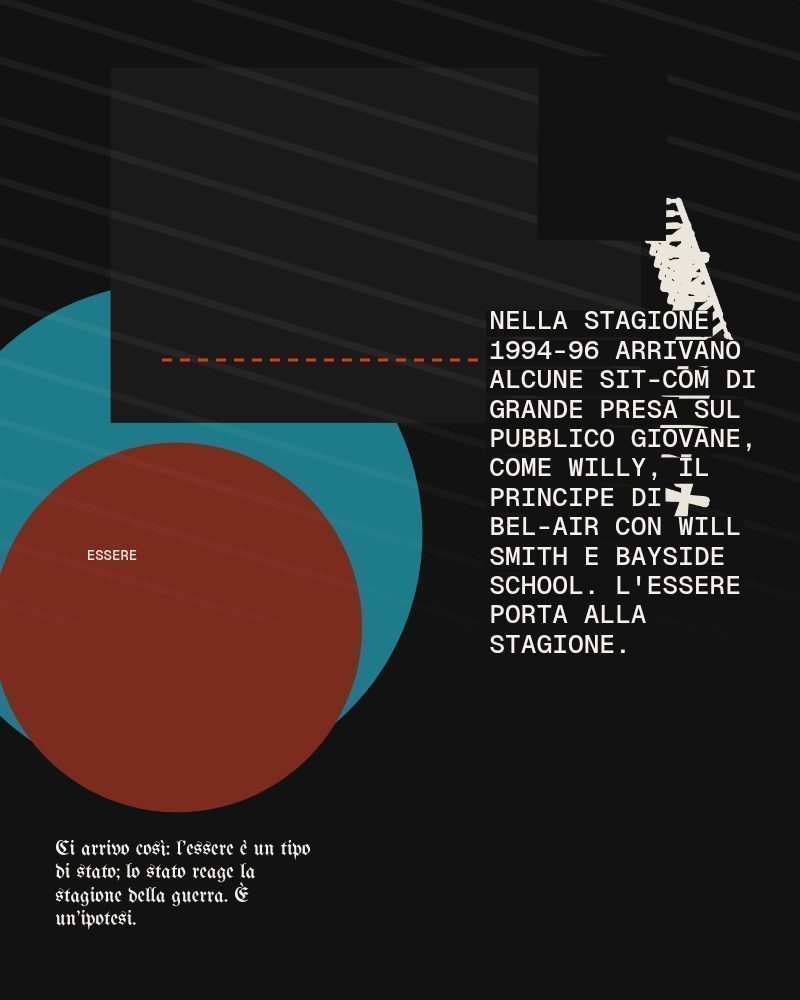 NELLA STAGIONE
1994-96 ARRIVANO
ALCUNE SIT-COM DI
GRANDE PRESA SUL
PUBBLICO GIOVANE,
COME WILLY, IL
PRINCIPE DI
BEL-AIR CON WILL
SMITH E BAYSIDE
SCHOOL. L'ESSERE
PORTA ALLA
STAGIONE.
ESSERE
Ci arrivo così: l'essere è un tipo
di stato; lo stato reage la
stagione della guerra. È
un'ipotesi.